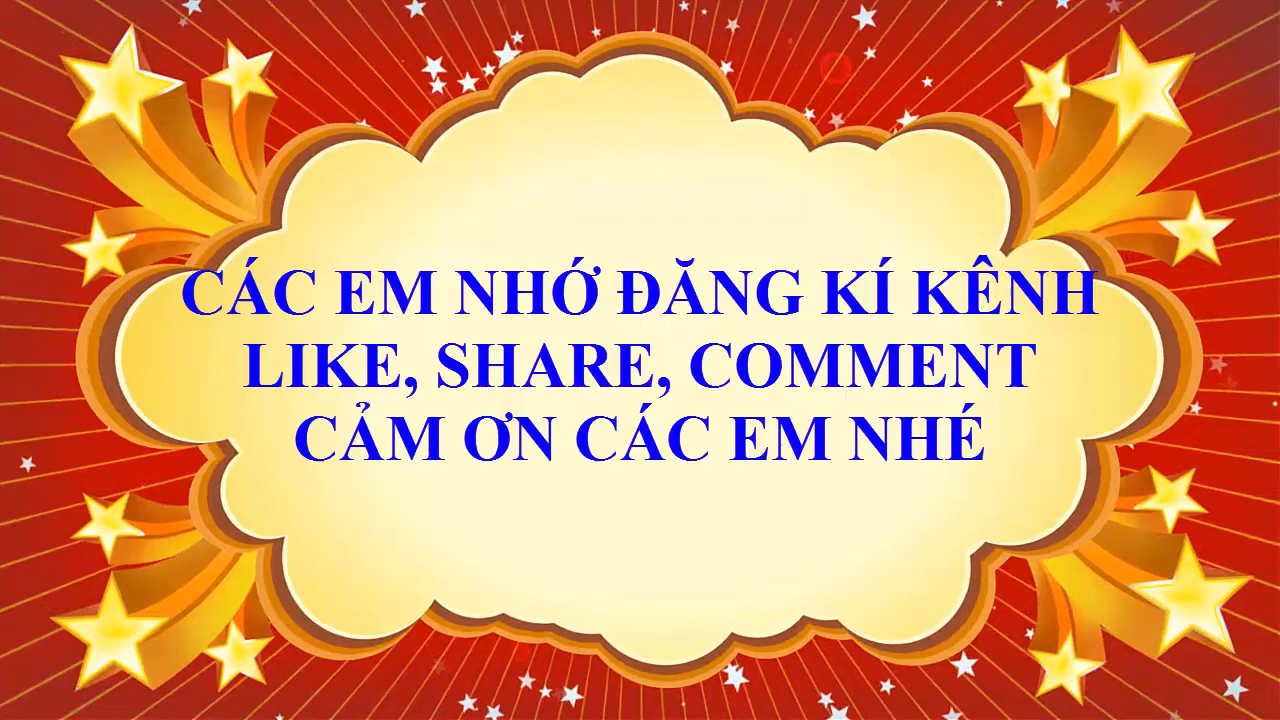 CÁC EM NHỚ ĐĂNG KÍ KÊNH
LIKE, SHARE, COMMENT
CẢM ƠN CÁC EM NHÉ